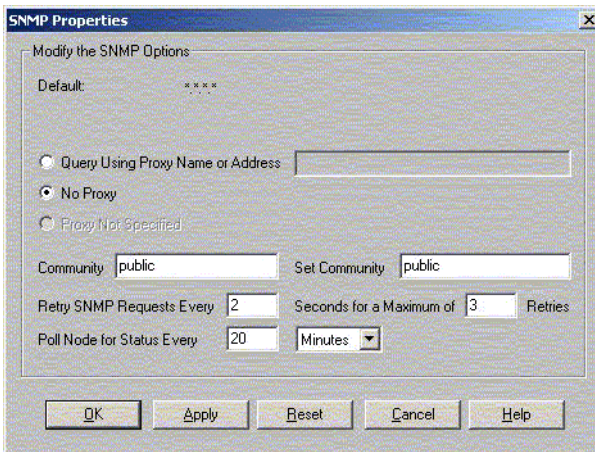 SNMP Properties
Modify the SNMP Options
Default: *.*.*.*
Query Using Proxy Name or Address
No Proxy
Proxy Not Specified
Community public Set Community public
Retry SNMP Requests Every 2 Seconds for a Maximum of 3 Retries
Poll Node for Status Every 20 Minutes
OK Apply Reset Cancel Help